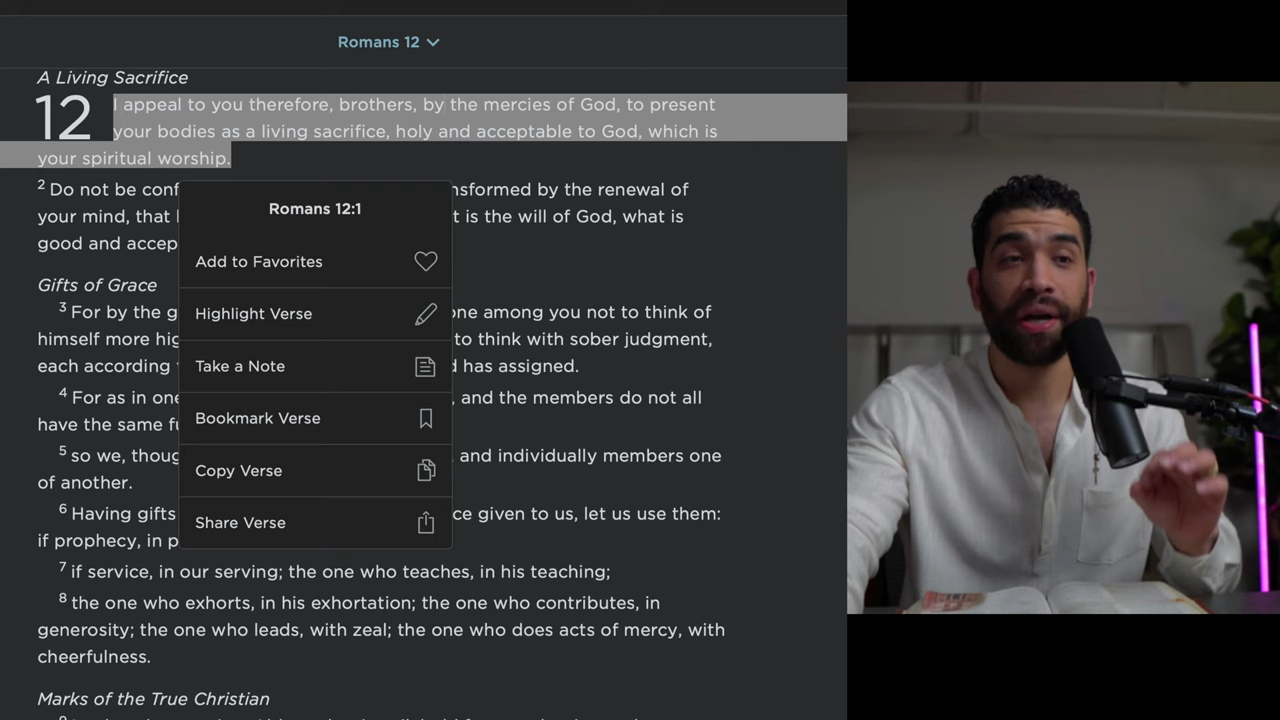 Romans 12
A Living Sacrifice
12 I appeal to you therefore, brothers, by the mercies of God, to present
your bodies as a living sacrifice, holy and acceptable to God, which is
your spiritual worship.
2 Do not be nsformed by the renewal of
your mind, that t is the will of God, what is
good and
Romans 12:1
Add to Favorites
Highlight Verse
Take a Note
Bookmark Verse
Copy Verse
Share Verse
Gifts of Grace
3 For by the one among you not to think of
himself more to think with sober judgment,
each according has assigned.
4 For as in one , and the members do not all
have the same
5 so we, and individually members one
of another.
6 Having gifts ce given to us, let us use them:
if prophecy, in p
7 if service, in our serving; the one who teaches, in his teaching;
8 the one who exhorts, in his exhortation; the one who contributes, in
generosity; the one who leads, with zeal; the one who does acts of mercy, with
cheerfulness.
Marks of the True Christian